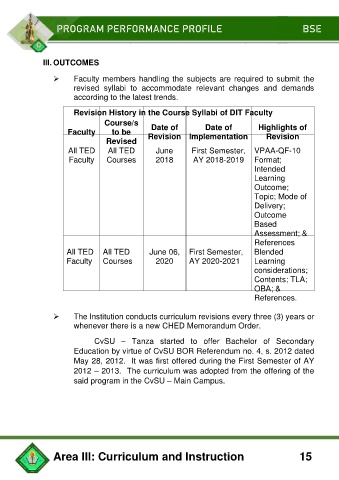 PROGRAM PERFORMANCE PROFILE BSE
III. OUTCOMES
➢ Faculty members handling the subjects are required to submit the
revised syllabi to accommodate relevant changes and demands
according to the latest trends.
Revision History in the Course Syllabi of DIT Faculty
Faculty Course/s to be Revised Date of Revision Date of Implementation Highlights of Revision
All TED Faculty All TED Courses June 2018 First Semester, AY 2018-2019 VPAA-QF-10
Format;
Intended
Learning
Outcome;
Topic; Mode of
Delivery;
Outcome
Based
Assessment; &
References
All TED Faculty All TED Courses June 06, 2020 First Semester, AY 2020-2021 Blended
Learning
considerations;
Contents; TLA;
OBA; &
References.
➢ The Institution conducts curriculum revisions every three (3) years or
whenever there is a new CHED Memorandum Order.
CvSU – Tanza started to offer Bachelor of Secondary
Education by virtue of CvSU BOR Referendum no. 4, s. 2012 dated
May 28, 2012. It was first offered during the First Semester of AY
2012 – 2013. The curriculum was adopted from the offering of the
said program in the CvSU – Main Campus.
Area III: Curriculum and Instruction 15